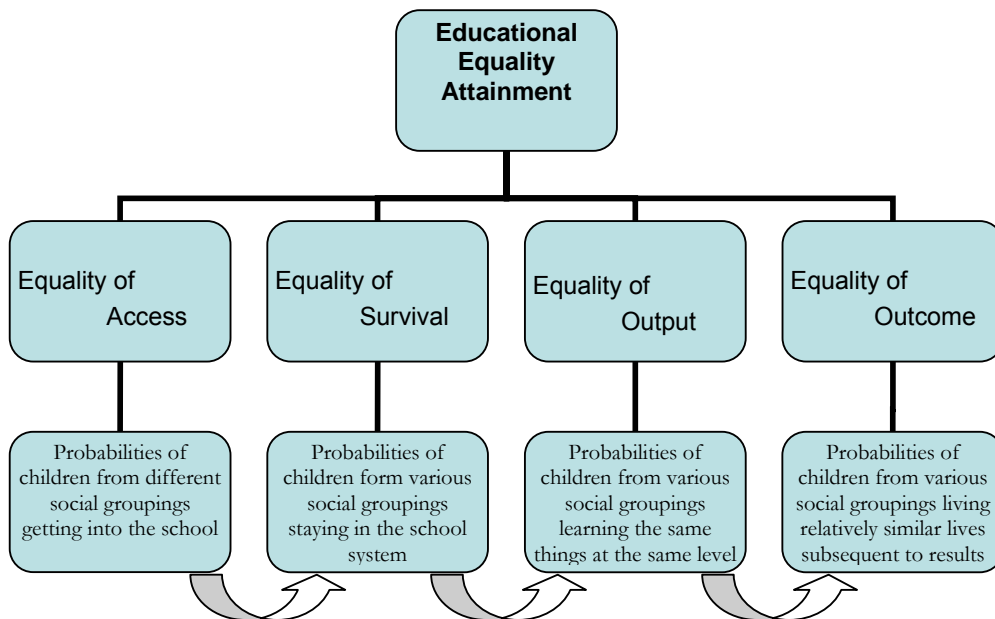 Educational
Equality
Attainment
Equality of
Access
Equality of
Survival
Equality of
Output
Equality of
Outcome
Probabilities of
children from different
social groupings
getting into the school
Probabilities of
children form various
social groupings
staying in the school
system
Probabilities of
children from various
social groupings
learning the same
things at the same level
Probabilities of
children from various
social groupings living
relatively similar lives
subsequent to results